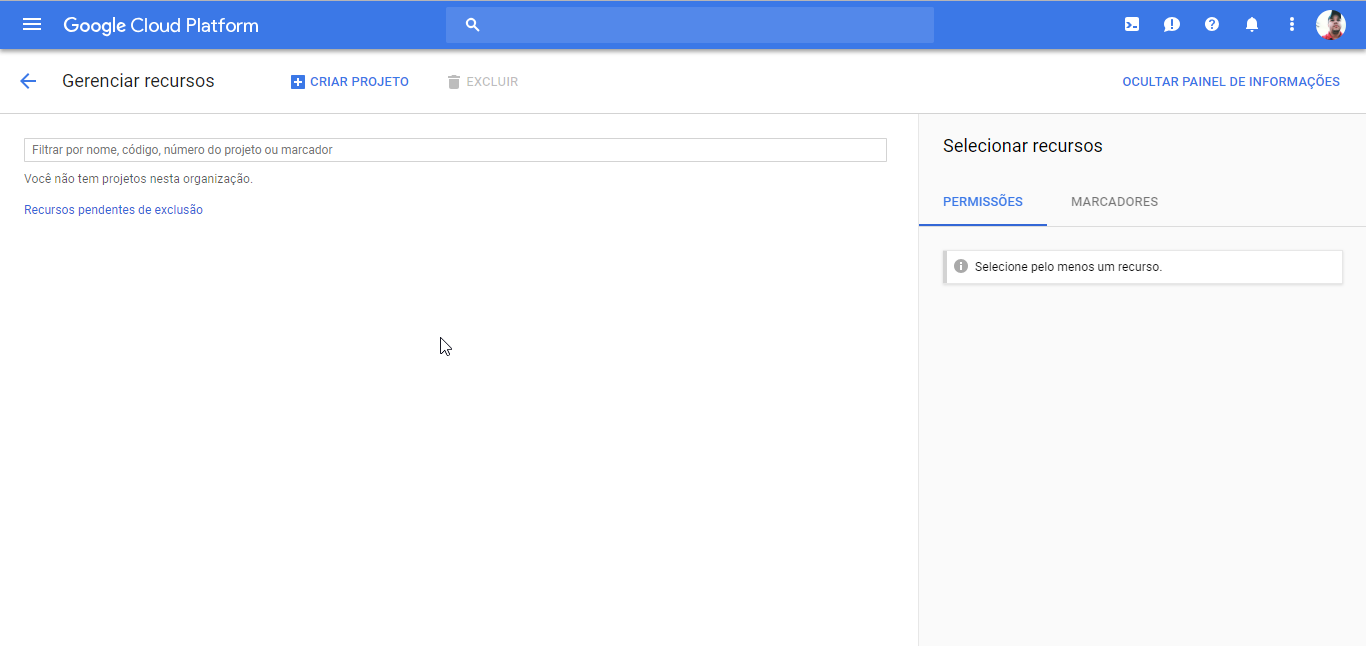 Google Cloud Platform
Gerenciar recursos
CRIAR PROJETO
EXCLUIR
OCULTAR PAINEL DE INFORMAÇÕES
Filtrar por nome, código, número do projeto ou marcador
Você não tem projetos nesta organização.
Recursos pendentes de exclusão
Selecionar recursos
PERMISSÕES
MARCADORES
Selecione pelo menos um recurso.